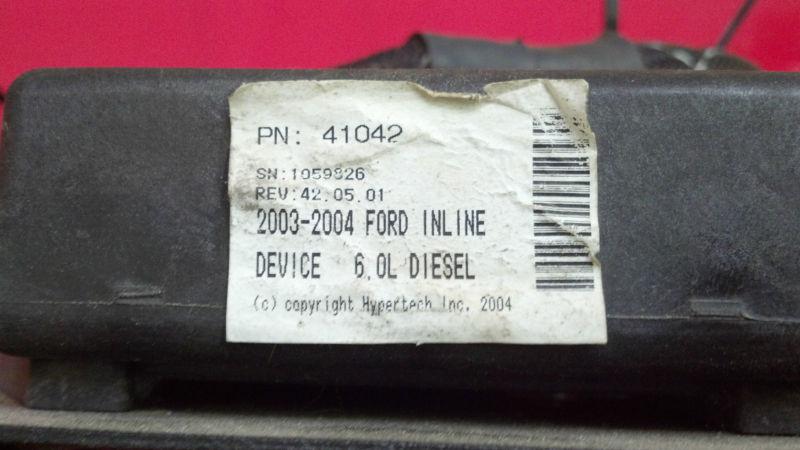 PN: 41042
SN:1059826
REV:42.05.01
2003-2004 FORD INLINE
DEVICE 6.0L DIESEL
(c) copyright Hypertech Inc. 2004